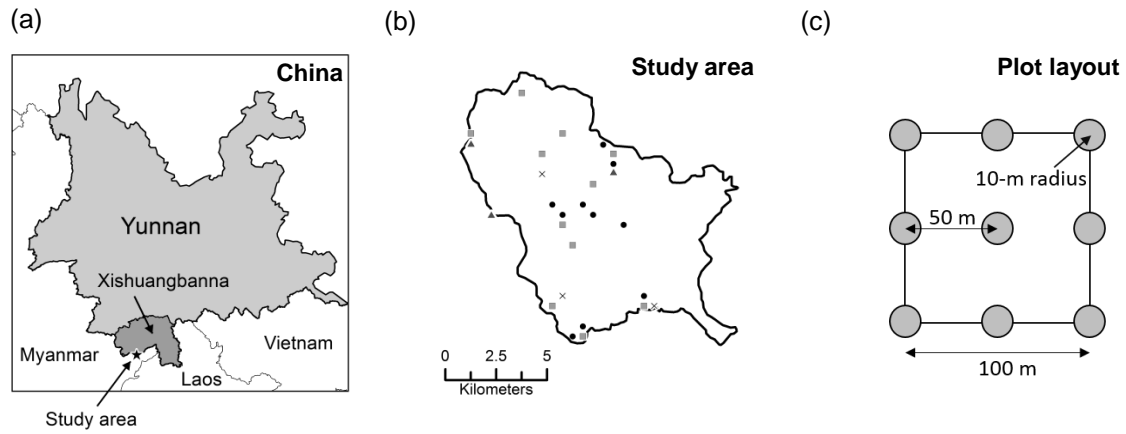 (a)
China
Yunnan
Xishuangbanna
Myanmar
Vietnam
Laos
Study area
(b)
Study area
0 2.5 5
Kilometers
(c)
Plot layout
10-m radius
50 m
100 m